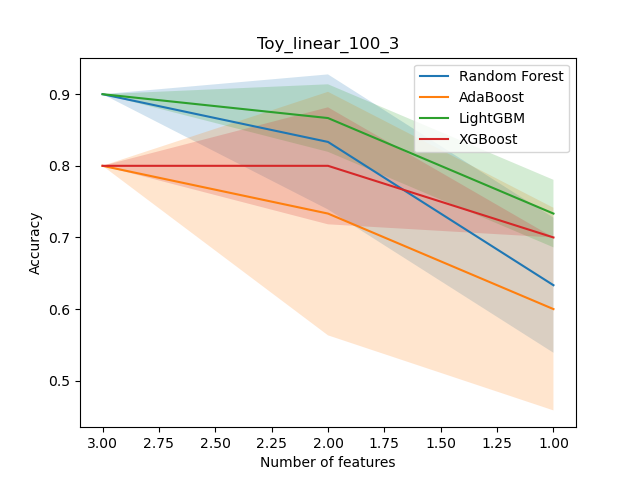 Toy_linear_100_3
Random Forest
AdaBoost
LightGBM
XGBoost
Accuracy
0.9
0.8
0.7
0.6
0.5
3.00 2.75 2.50 2.25 2.00 1.75 1.50 1.25 1.00
Number of features